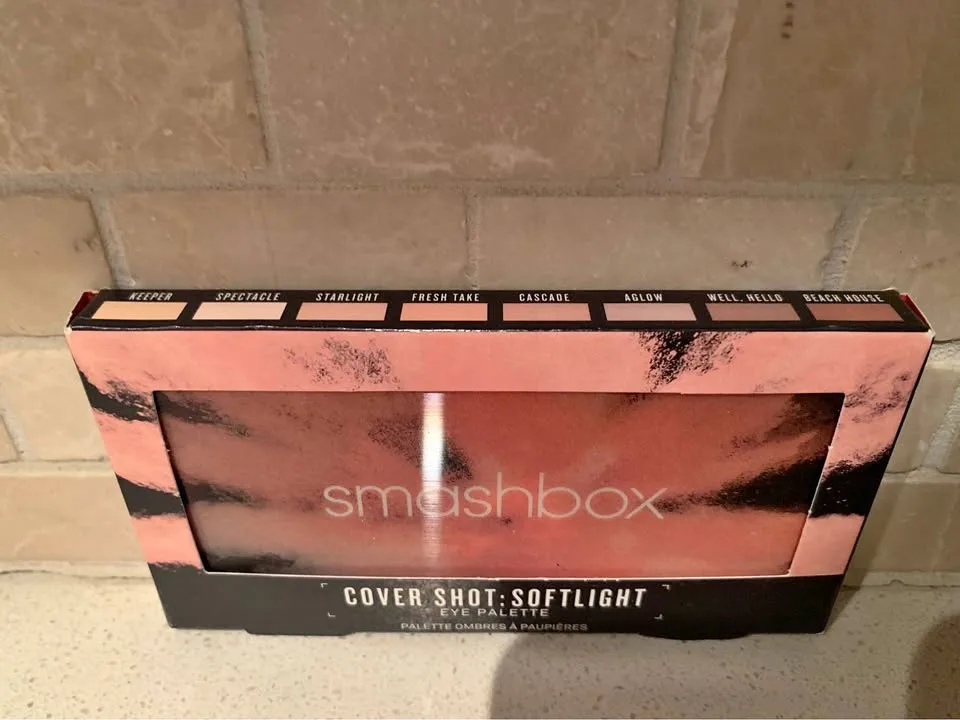 KEEPER SPECTACLE STARLIGHT FRESH TAKE CASCADE AGLOW WELL, HELLO BEACH HOUSE
smashbox
COVER SHOT: SOFTLIGHT
EYE PALETTE
PALETTE OMBRES À PAUPIÈRES